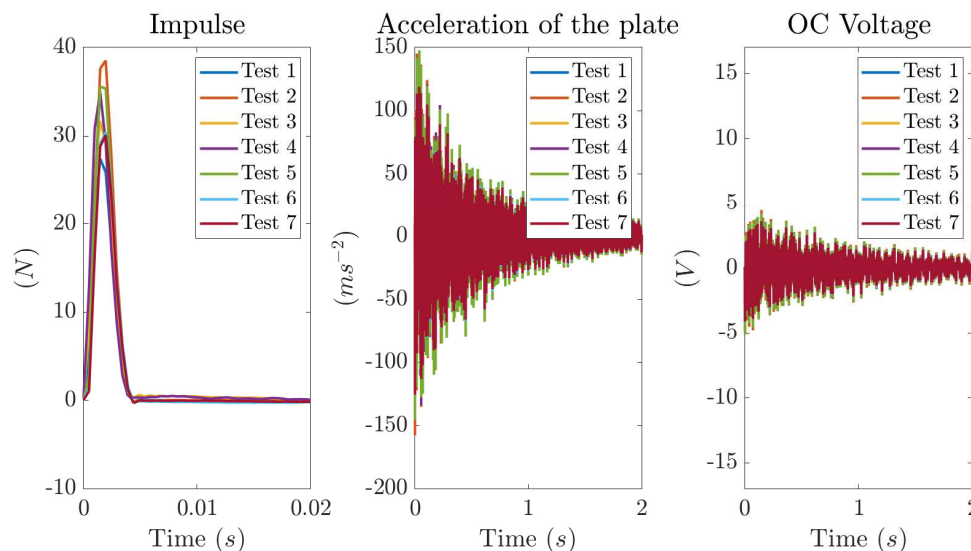 Impulse
40
30
20
10
0
-10
0
0.01
0.02
(N)
Time (s)
Test 1
Test 2
Test 3
Test 4
Test 5
Test 6
Test 7
Acceleration of the plate
150
100
50
0
-50
-100
-150
-200
0
1
2
(ms⁻²)
Time (s)
Test 1
Test 2
Test 3
Test 4
Test 5
Test 6
Test 7
OC Voltage
15
10
5
0
-5
-10
-15
0
1
2
(V)
Time (s)
Test 1
Test 2
Test 3
Test 4
Test 5
Test 6
Test 7